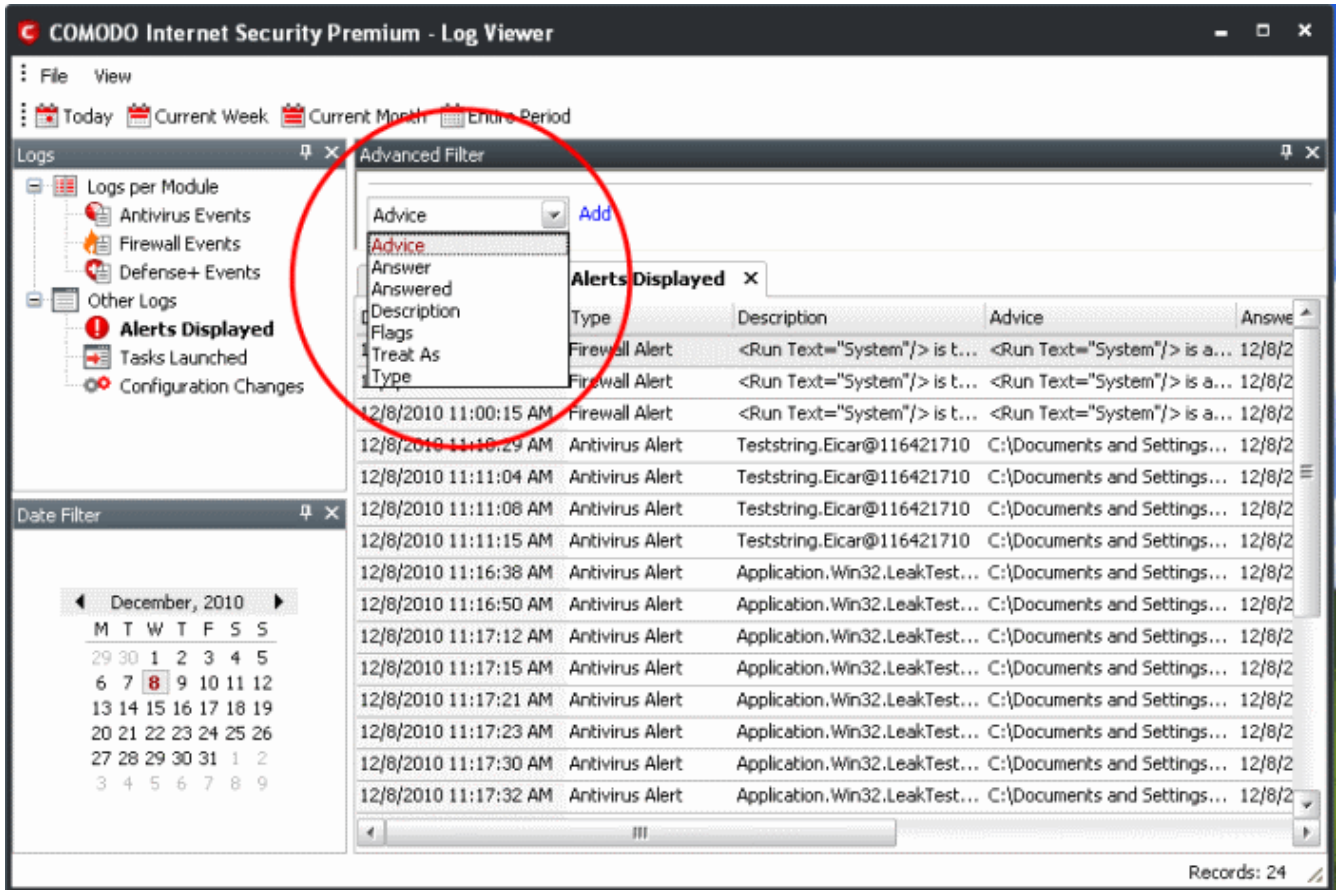 COMODO Internet Security Premium - Log Viewer
File View
Today Current Week Current Month Entire Period
Logs
Logs per Module
Antivirus Events
Firewall Events
Defense+ Events
Other Logs
Alerts Displayed
Tasks Launched
Configuration Changes
Date Filter
December, 2010
M T W T F S S
29 30 1 2 3 4 5
6 7 8 9 10 11 12
13 14 15 16 17 18 19
20 21 22 23 24 25 26
27 28 29 30 31 1 2
3 4 5 6 7 8 9
Advanced Filter
Advice Add
Advice
Answer
Answered
Description
Flags
Treat As
Type
Alerts Displayed
Type Description Advice Answe
Firewall Alert <Run Text="System"/> is t... <Run Text="System"/> is a... 12/8/2
Firewall Alert <Run Text="System"/> is t... <Run Text="System"/> is a... 12/8/2
12/8/2010 11:00:15 AM Firewall Alert <Run Text="System"/> is t... <Run Text="System"/> is a... 12/8/2
12/8/2010 11:10:29 AM Antivirus Alert Teststring.Eicar@116421710 C:\Documents and Settings... 12/8/2
12/8/2010 11:11:04 AM Antivirus Alert Teststring.Eicar@116421710 C:\Documents and Settings... 12/8/2
12/8/2010 11:11:08 AM Antivirus Alert Teststring.Eicar@116421710 C:\Documents and Settings... 12/8/2
12/8/2010 11:11:15 AM Antivirus Alert Teststring.Eicar@116421710 C:\Documents and Settings... 12/8/2
12/8/2010 11:16:38 AM Antivirus Alert Application.Win32.LeakTest... C:\Documents and Settings... 12/8/2
12/8/2010 11:16:50 AM Antivirus Alert Application.Win32.LeakTest... C:\Documents and Settings... 12/8/2
12/8/2010 11:17:12 AM Antivirus Alert Application.Win32.LeakTest... C:\Documents and Settings... 12/8/2
12/8/2010 11:17:15 AM Antivirus Alert Application.Win32.LeakTest... C:\Documents and Settings... 12/8/2
12/8/2010 11:17:21 AM Antivirus Alert Application.Win32.LeakTest... C:\Documents and Settings... 12/8/2
12/8/2010 11:17:23 AM Antivirus Alert Application.Win32.LeakTest... C:\Documents and Settings... 12/8/2
12/8/2010 11:17:30 AM Antivirus Alert Application.Win32.LeakTest... C:\Documents and Settings... 12/8/2
12/8/2010 11:17:32 AM Antivirus Alert Application.Win32.LeakTest... C:\Documents and Settings... 12/8/2
Records: 24